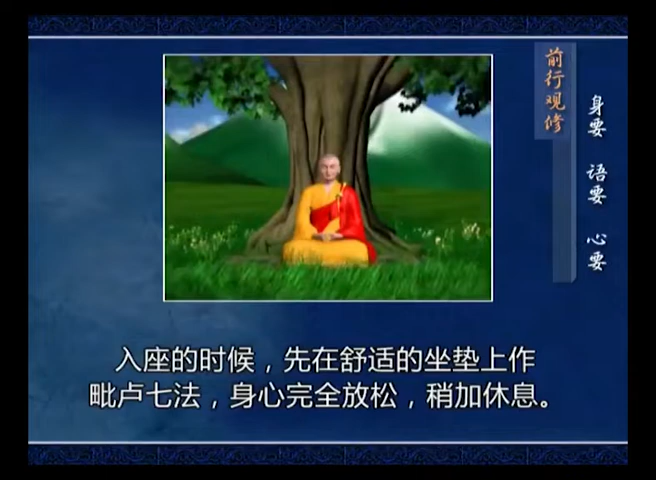 前行观修
身要 语要 心要
入座的时候，先在舒适的坐垫上作
毗卢七法，身心完全放松，稍加休息。